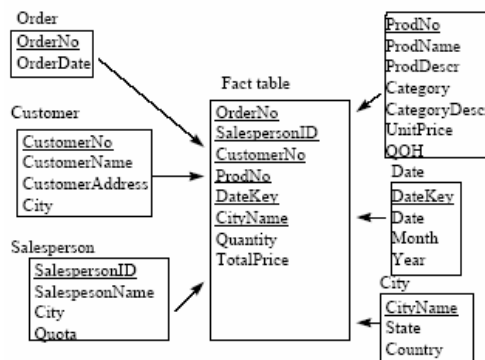 Order
OrderNo
OrderDate
Customer
CustomerNo
CustomerName
CustomerAddress
City
Salesperson
SalespersonID
SalespesonName
City
Quota
Fact table
OrderNo
SalespersonID
CustomerNo
ProdNo
DateKey
CityName
Quantity
TotalPrice
ProdNo
ProdName
ProdDescr
Category
CategoryDescr
UnitPrice
QOH
Date
DateKey
Date
Month
Year
City
CityName
State
Country